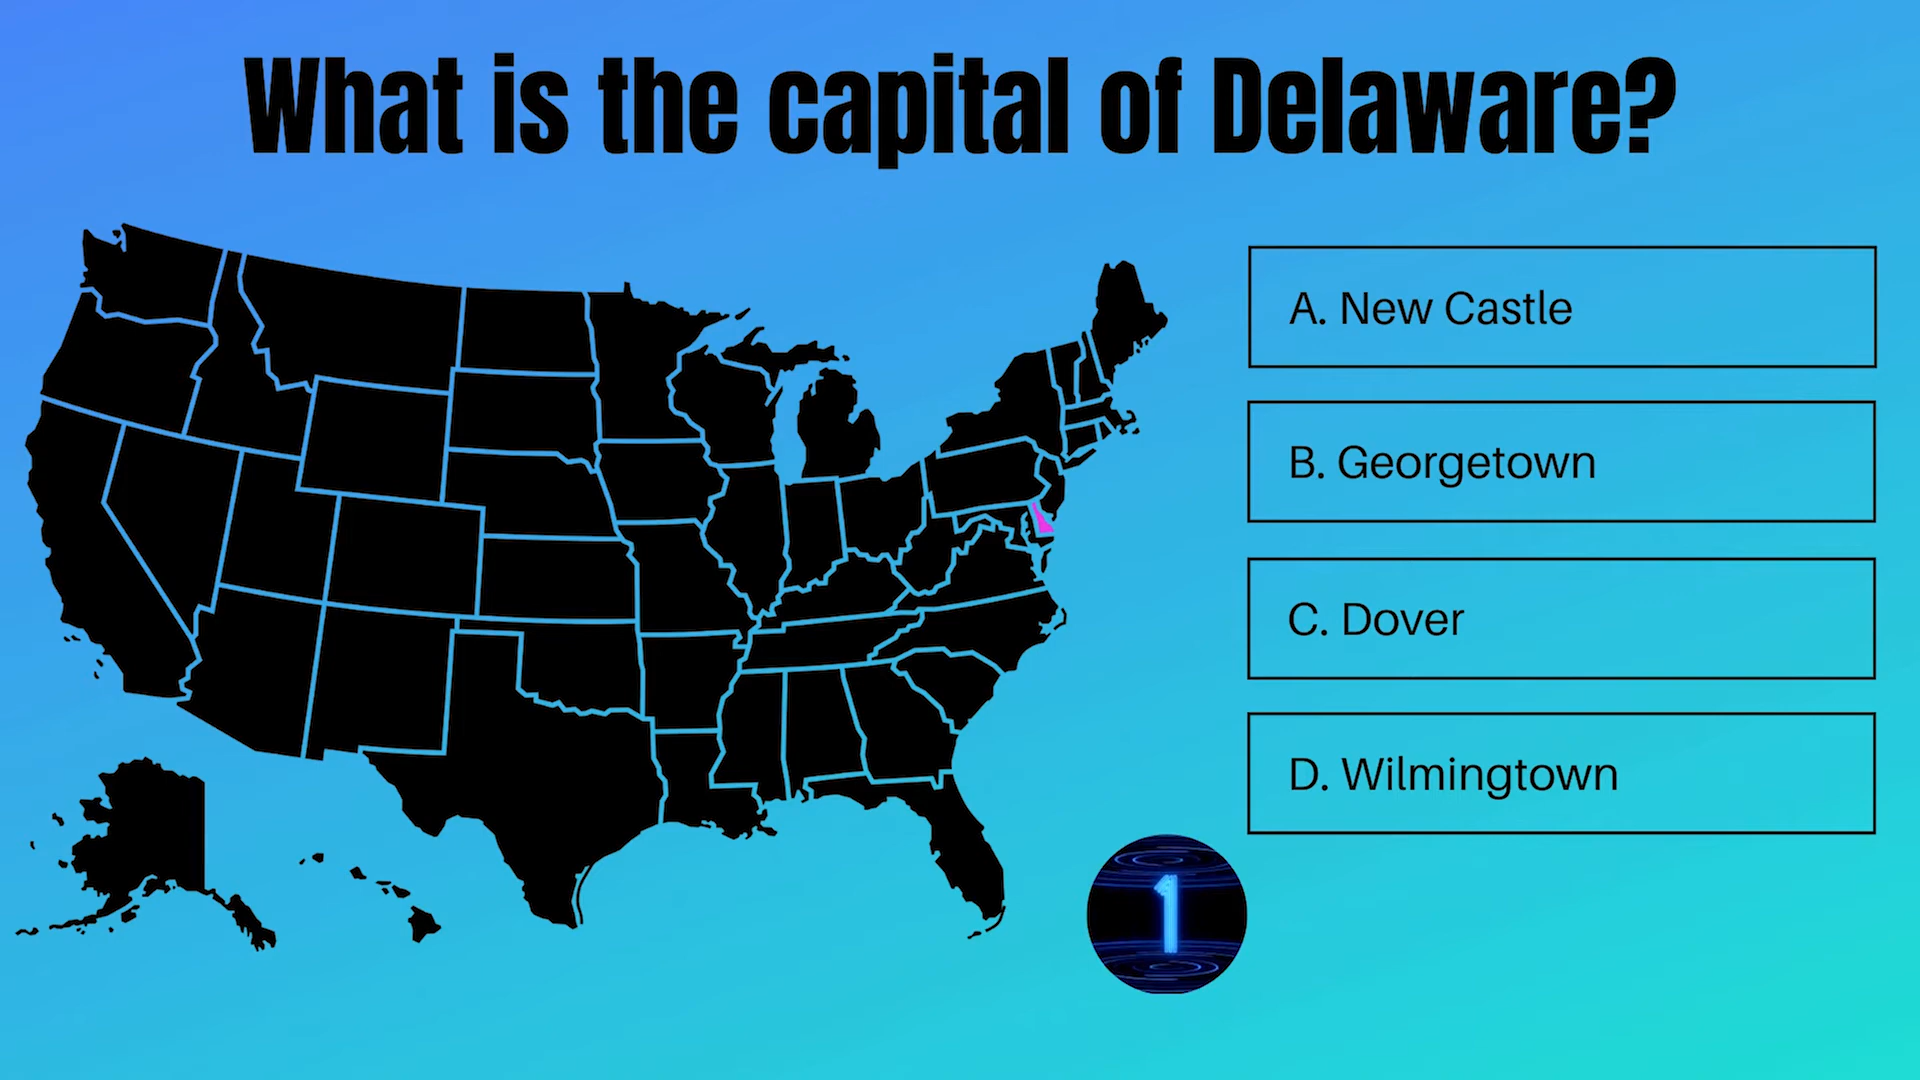 What is the capital of Delaware?
A. New Castle
B. Georgetown
C. Dover
D. Wilmingtown
1